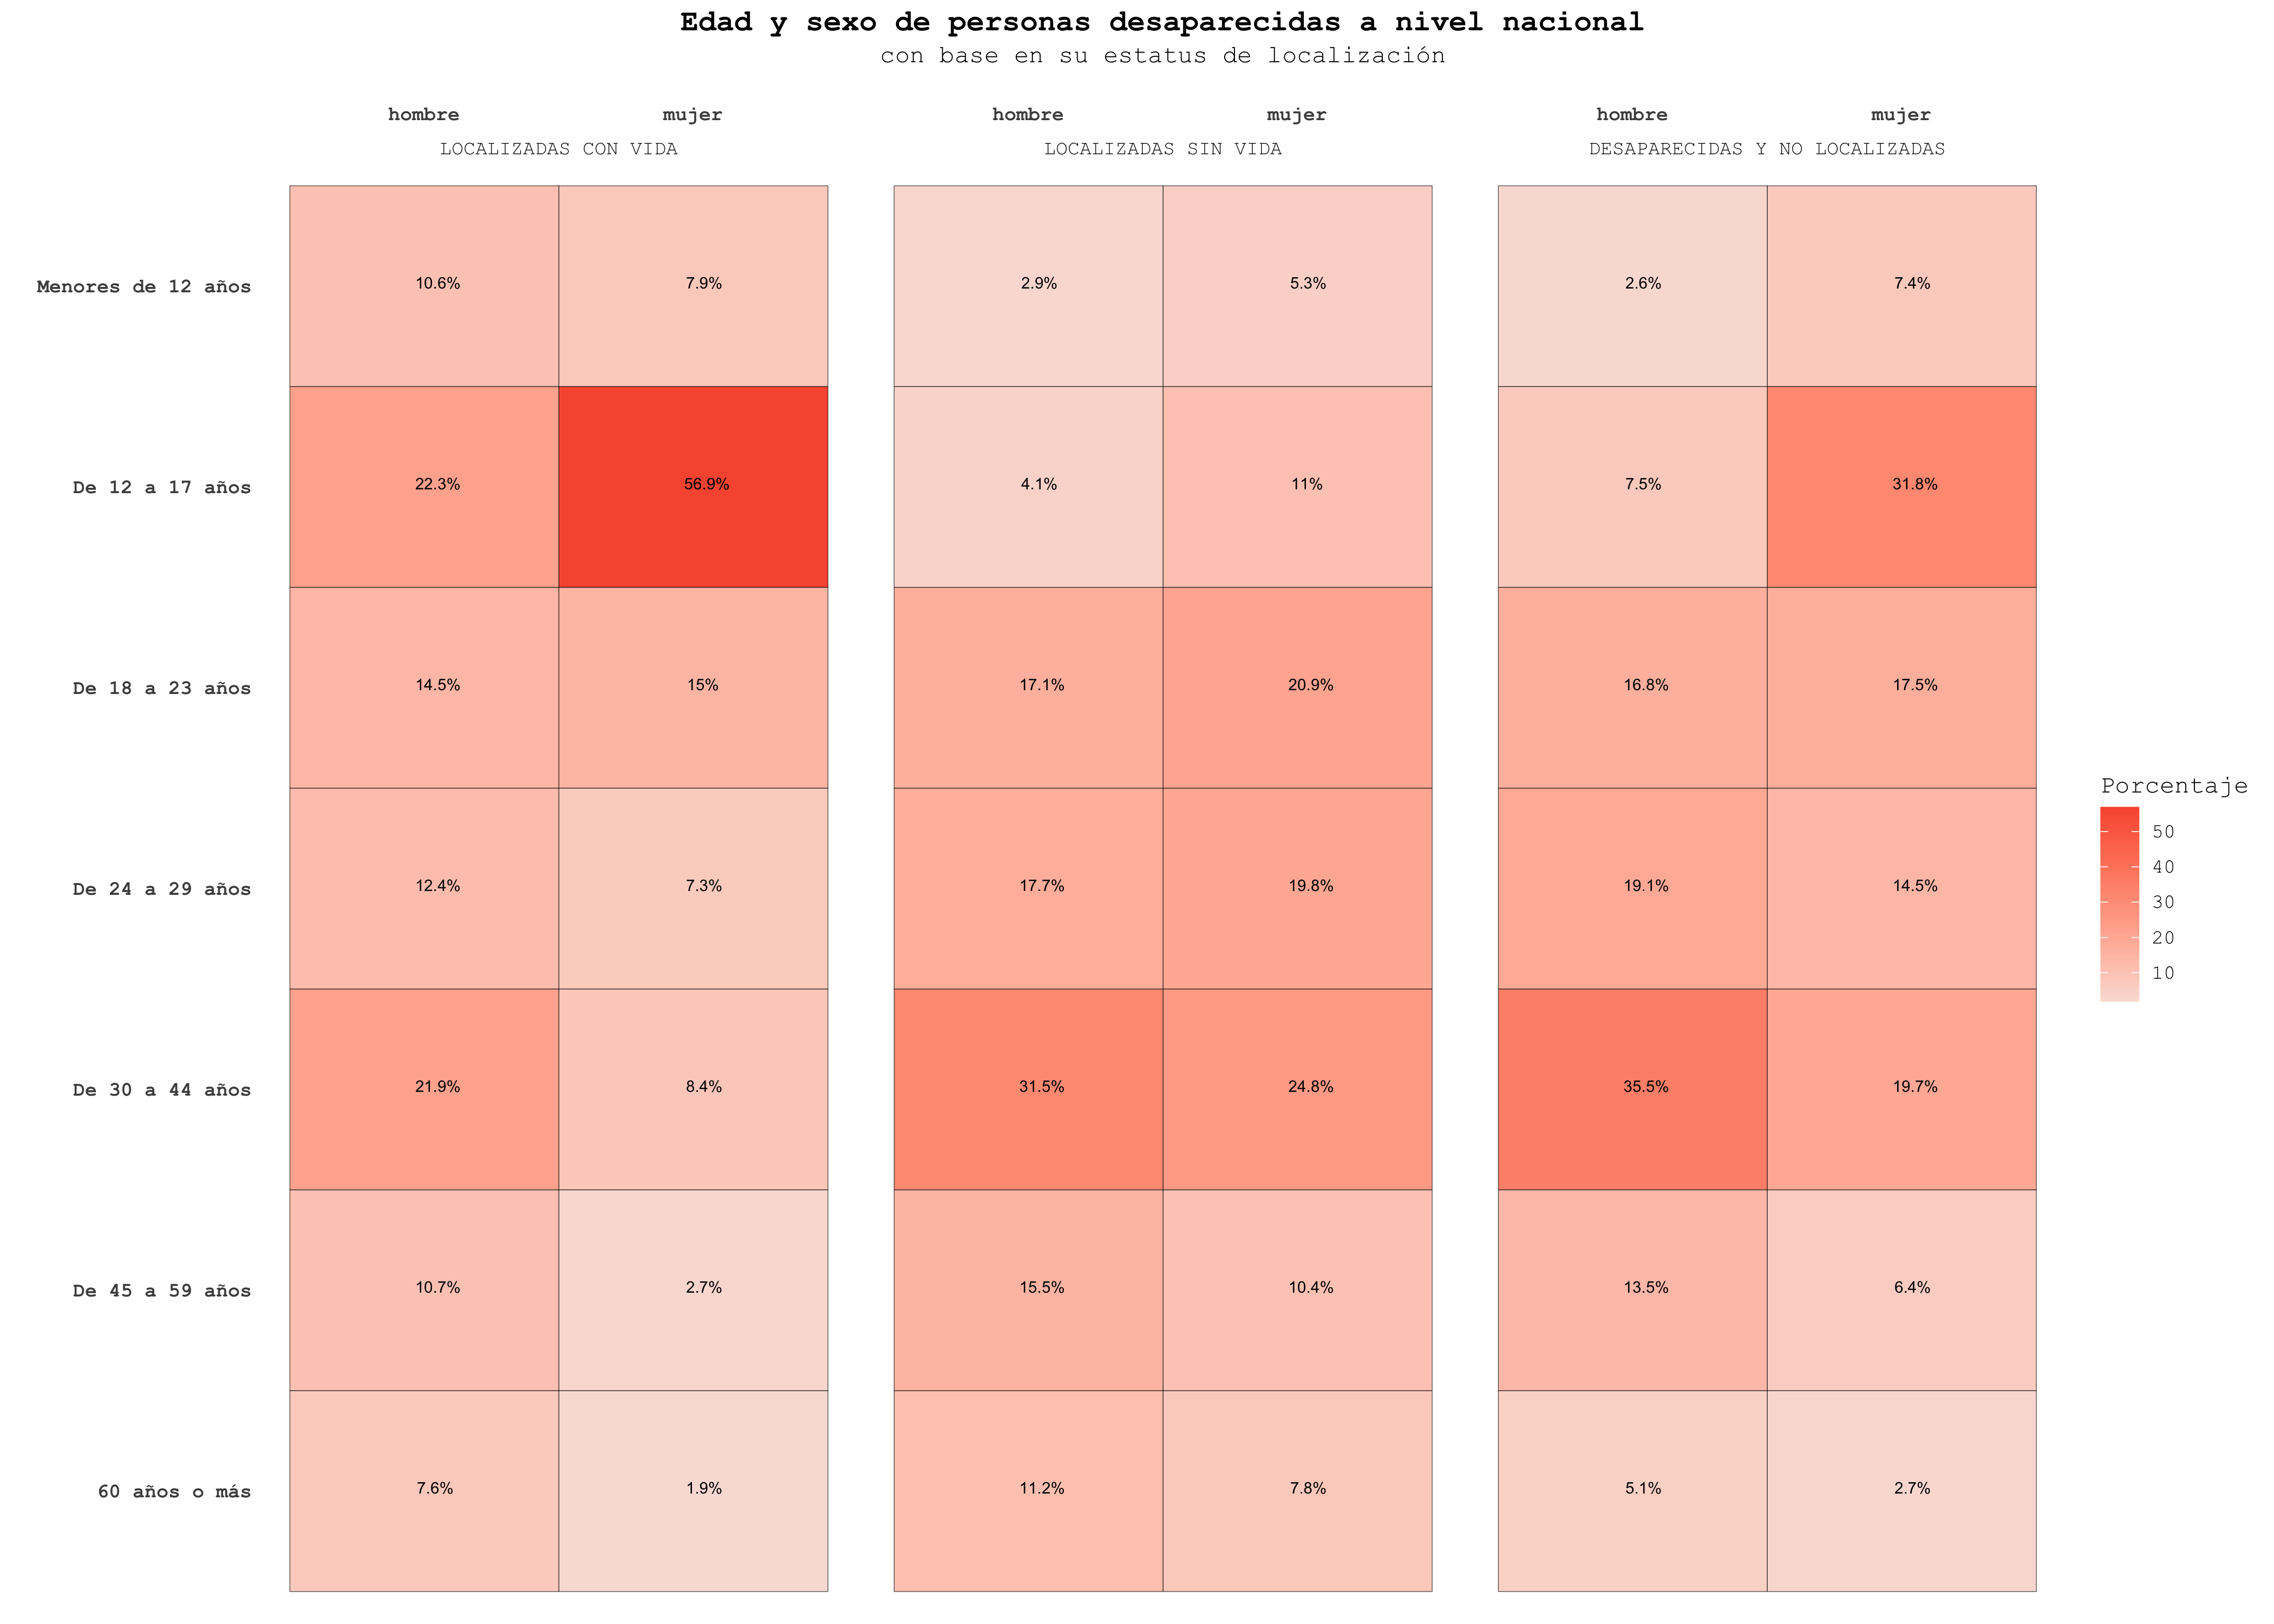 Edad y sexo de personas desaparecidas a nivel nacional
con base en su estatus de localización
hombre mujer hombre mujer hombre mujer
LOCALIZADAS CON VIDA LOCALIZADAS SIN VIDA DESAPARECIDAS Y NO LOCALIZADAS
Menores de 12 años 10.6% 7.9% 2.9% 5.3% 2.6% 7.4%
De 12 a 17 años 22.3% 56.9% 4.1% 11% 7.5% 31.8%
De 18 a 23 años 14.5% 15% 17.1% 20.9% 16.8% 17.5%
De 24 a 29 años 12.4% 7.3% 17.7% 19.8% 19.1% 14.5%
De 30 a 44 años 21.9% 8.4% 31.5% 24.8% 35.5% 19.7%
De 45 a 59 años 10.7% 2.7% 15.5% 10.4% 13.5% 6.4%
60 años o más 7.6% 1.9% 11.2% 7.8% 5.1% 2.7%
Porcentaje
50
40
30
20
10